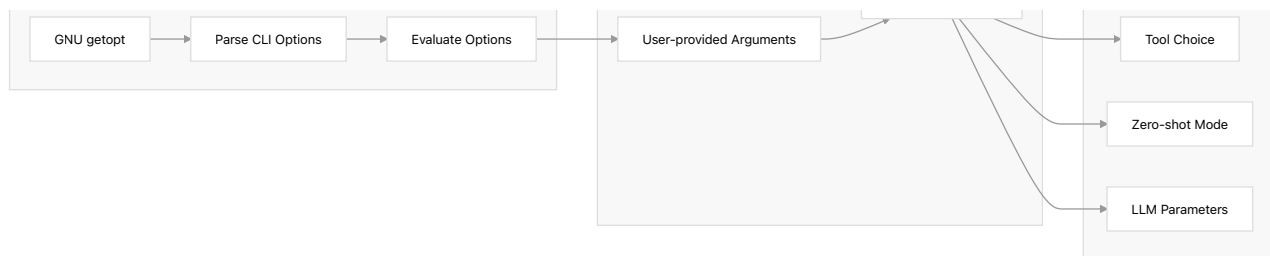 GNU getopt
Parse CLI Options
Evaluate Options
User-provided Arguments
Tool Choice
Zero-shot Mode
LLM Parameters